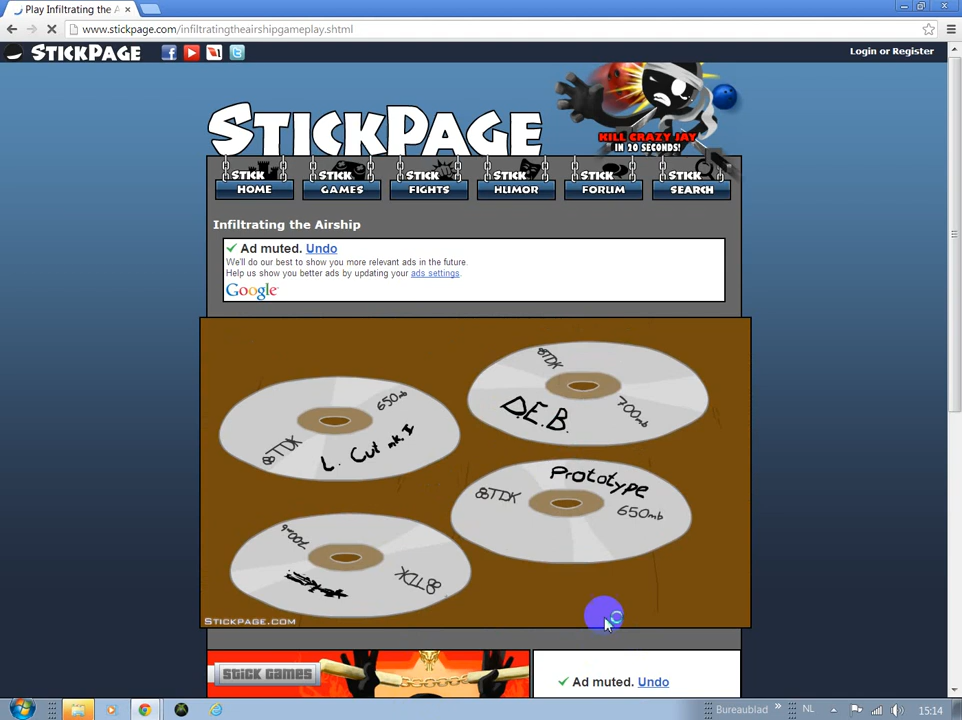 Play Infiltrating the A
www.stickpage.com/infiltratingtheairshipgameplay.shtml
STICKPAGE
Login or Register
STICKPAGE
KILL CRAZY JAY
IN 20 SECONDS!
STICK HOME
STICK GAMES
STICK FIGHTS
STICK HUMOR
STICK FORUM
STICK SEARCH
Infiltrating the Airship
Ad muted. Undo
We'll do our best to show you more relevant ads in the future.
Help us show you better ads by updating your ads settings.
Google
8TDK
D.E.B.
700mb
650mb
8TDK
L. Cut mk. I
Prototype
8TDK
650mb
700mb
8TDK
STICKPAGE.COM
STICK GAMES
Ad muted. Undo
Bureaublad
NL
15:14